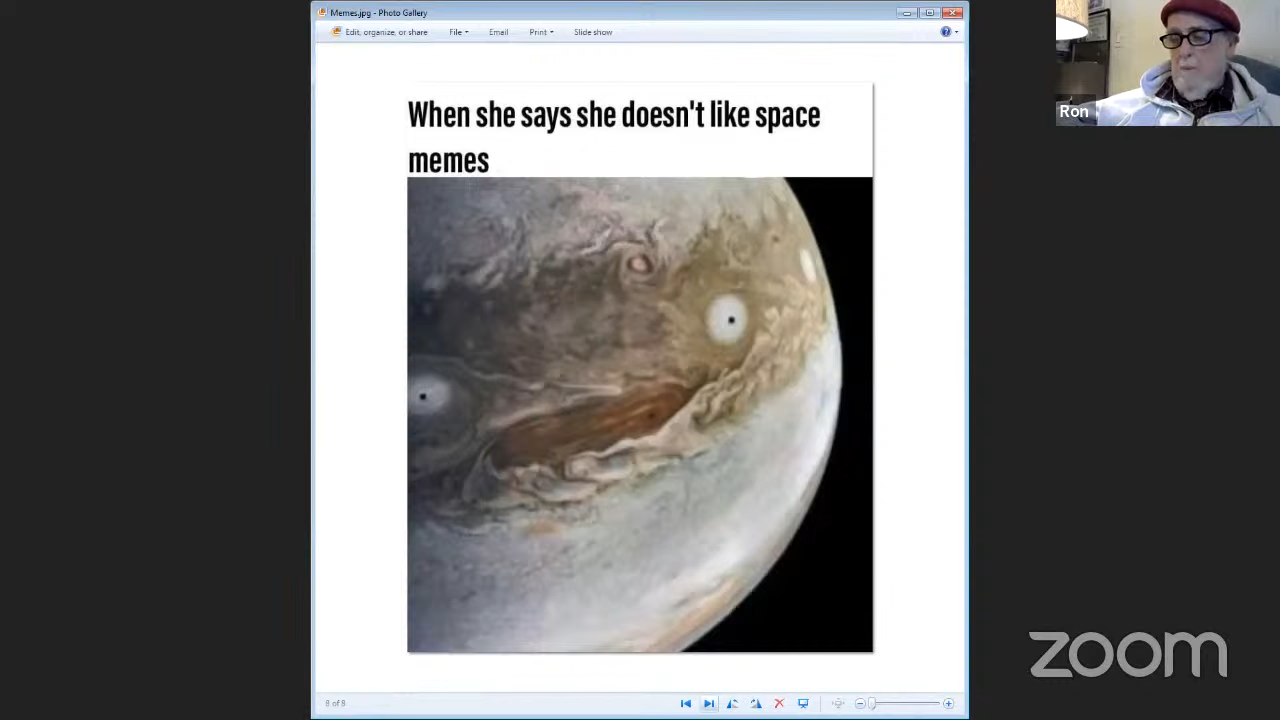 Memes.jpg - Photo Gallery
Edit, organize, or share File Email Print Slide show
When she says she doesn't like space
memes
Ron
zoom
8 of 8